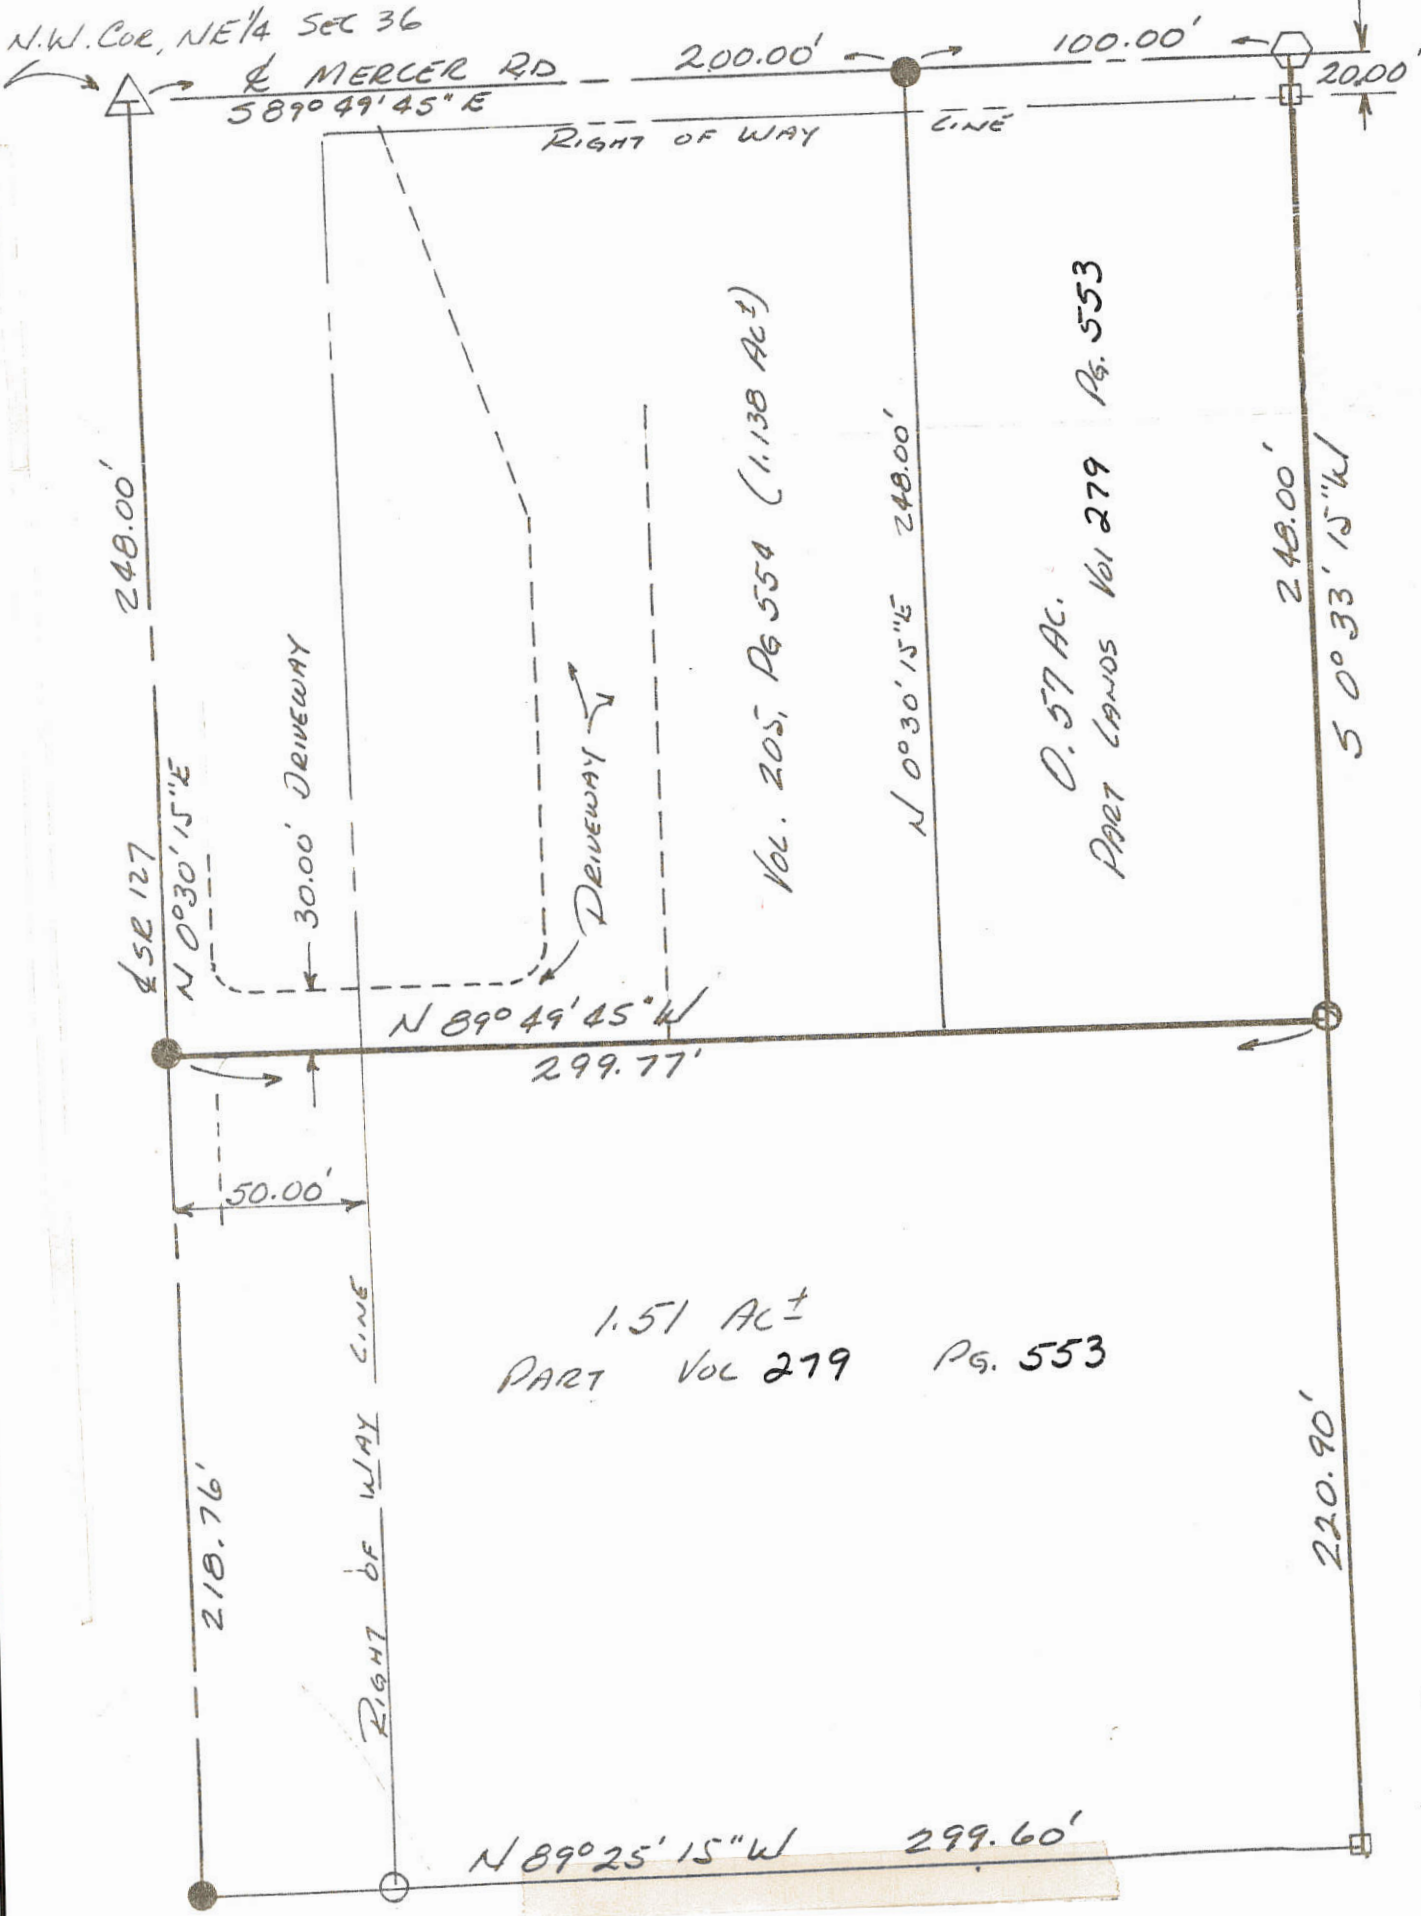 N.W. COR, NE 1/4 SEC 36
℄ MERCER RD
S 89° 49' 45" E
200.00'
100.00'
20.00'
RIGHT OF WAY LINE
248.00'
℄ SR 127
N 0° 30' 15" E
30.00' DRIVEWAY
DRIVEWAY
VOL. 205, PG 554 (1.138 AC±)
N 0° 30' 15" E 248.00'
0.57 AC.
PART LANDS Vol 279 PG. 553
248.00'
S 0° 33' 15" W
N 89° 49' 45" W
299.77'
50.00'
RIGHT OF WAY LINE
1.51 AC±
PART VOL 279 PG. 553
218.76'
220.90'
N 89° 25' 15" W 299.60'